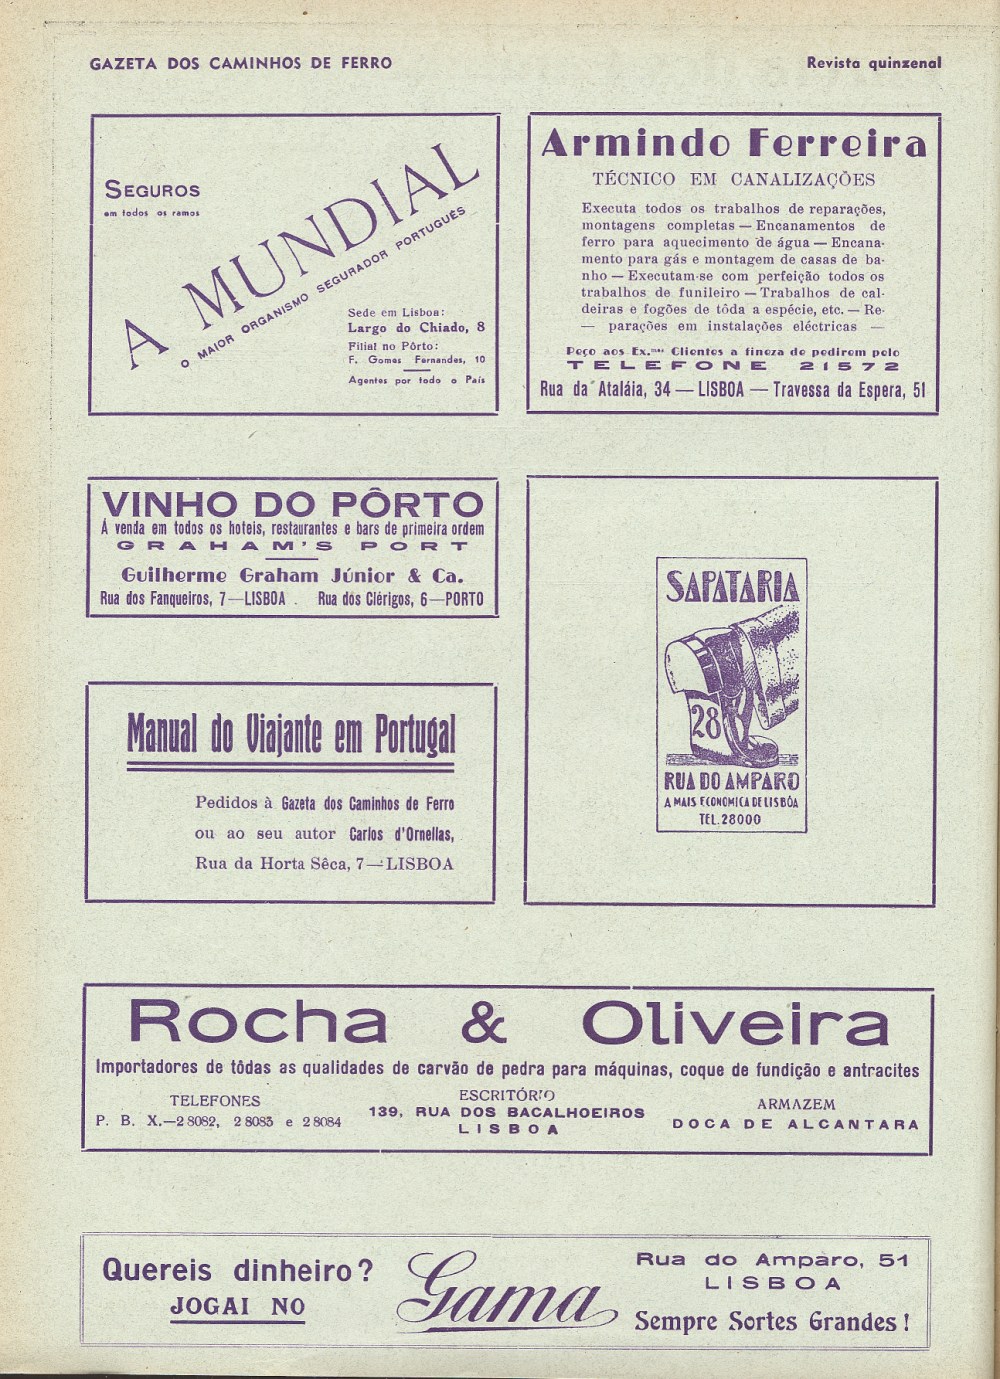 GAZETA DOS CAMINHOS DE FERRO
Revista quinzenal
SEGUROS
em todos os ramos
A MUNDIAL
O MAIOR ORGANISMO SEGURADOR PORTUGUÊS
Sede em Lisboa:
Largo do Chiado, 8
Filial no Pôrto:
F. Gomes Fernandes, 10
Agentes por todo o País
Armindo Ferreira
TÉCNICO EM CANALIZAÇÕES
Executa todos os trabalhos de reparações,
montagens completas — Encanamentos de
ferro para aquecimento de água — Encana-
mento para gás e montagem de casas de ba-
nho — Executam-se com perfeição todos os
trabalhos de funileiro — Trabalhos de cal-
deiras e fogões de tôda a espécie, etc. — Re-
— parações em instalações eléctricas —
Peço aos Ex.mos Clientes a fineza de pedirem pelo
TELEFONE 21572
Rua da Ataláia, 34 — LISBOA — Travessa da Espera, 51
VINHO DO PÔRTO
Á venda em todos os hoteis, restaurantes e bars de primeira ordem
GRAHAM'S PORT
Guilherme Graham Júnior & Ca.
Rua dos Fanqueiros, 7—LISBOA . Rua dos Clérigos, 6—PORTO
SAPATARIA
28
RUA DO AMPARO
A MAIS ECONOMICA DE LISBÔA
TEL. 28000
Manual do Viajante em Portugal
Pedidos à Gazeta dos Caminhos de Ferro
ou ao seu autor Carlos d'Ornellas,
Rua da Horta Sêca, 7—LISBOA
Rocha & Oliveira
Importadores de tôdas as qualidades de carvão de pedra para máquinas, coque de fundição e antracites
TELEFONES
P. B. X.—2 8082, 2 8083 e 2 8084
ESCRITÓRIO
139, RUA DOS BACALHOEIROS
LISBOA
ARMAZEM
DOCA DE ALCANTARA
Quereis dinheiro?
JOGAI NO
Gama
Rua do Amparo, 51
LISBOA
Sempre Sortes Grandes!